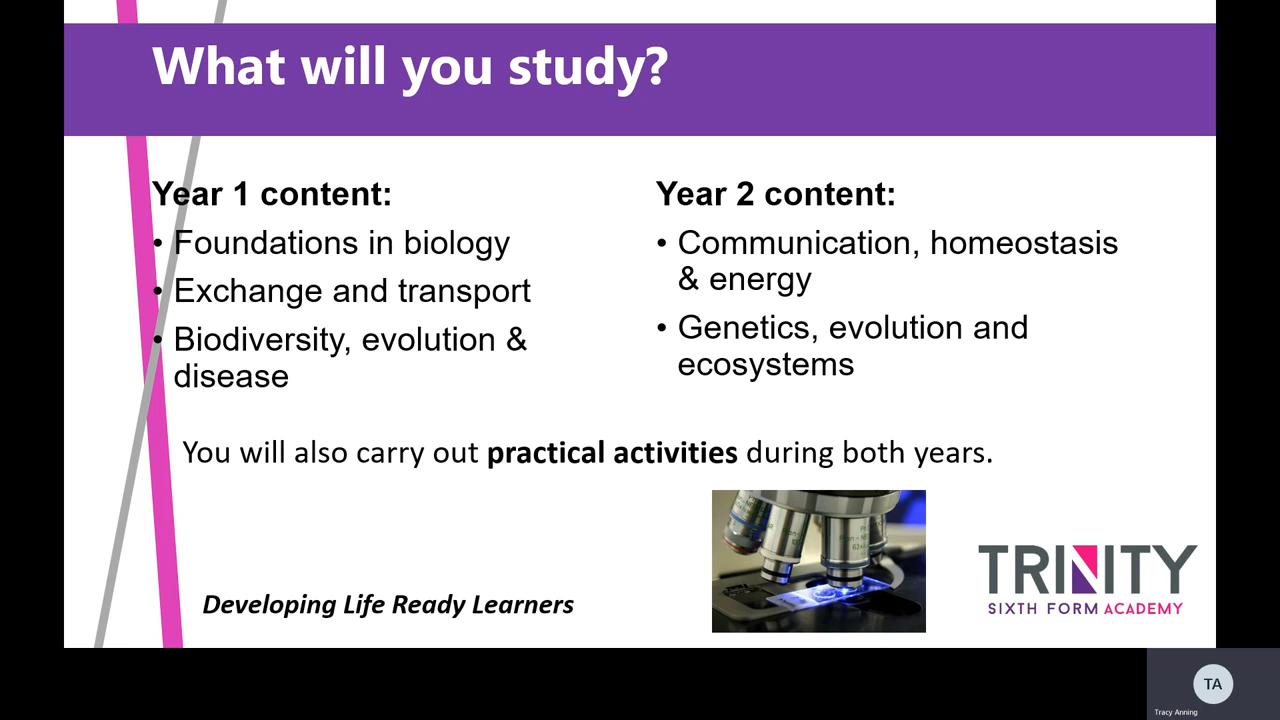 What will you study?
Year 1 content:
• Foundations in biology
• Exchange and transport
• Biodiversity, evolution &
disease
Year 2 content:
• Communication, homeostasis
& energy
• Genetics, evolution and
ecosystems
You will also carry out practical activities during both years.
Developing Life Ready Learners
TRINITY
SIXTH FORM ACADEMY
TA
Tracy Anning